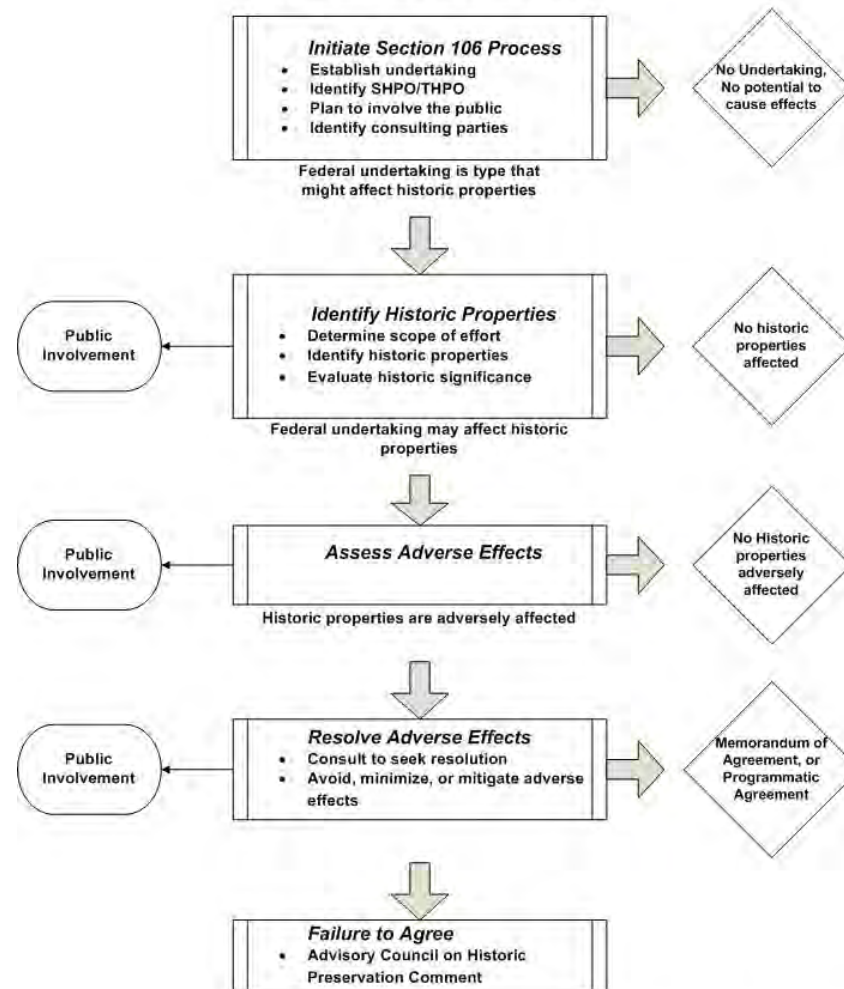 Initiate Section 106 Process
• Establish undertaking
• Identify SHPO/THPO
• Plan to involve the public
• Identify consulting parties
No Undertaking,
No potential to
cause effects
Federal undertaking is type that
might affect historic properties
Public
Involvement
Identify Historic Properties
• Determine scope of effort
• Identify historic properties
• Evaluate historic significance
No historic
properties
affected
Federal undertaking may affect historic
properties
Public
Involvement
Assess Adverse Effects
No Historic
properties
adversely
affected
Historic properties are adversely affected
Public
Involvement
Resolve Adverse Effects
• Consult to seek resolution
• Avoid, minimize, or mitigate adverse
effects
Memorandum of
Agreement, or
Programmatic
Agreement
Failure to Agree
• Advisory Council on Historic
Preservation Comment